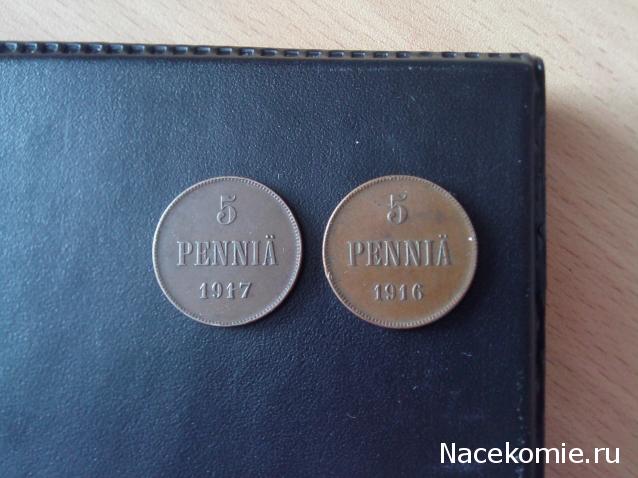 5
PENNIÄ
1917
5
PENNIÄ
1916
Nacekomie.ru